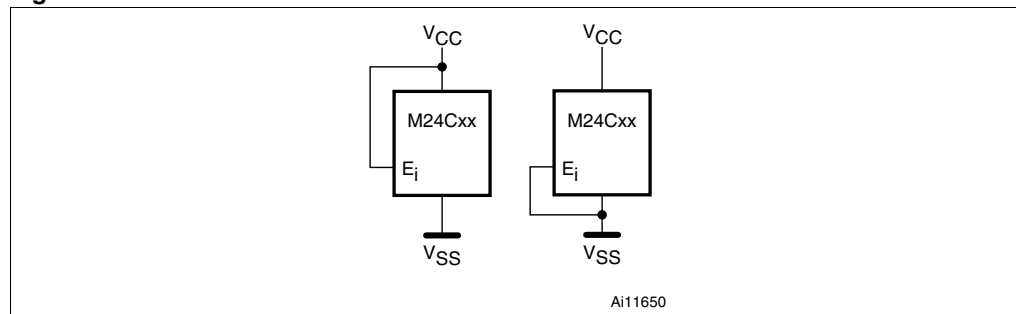 VCC VCC
M24Cxx M24Cxx
Ei Ei
VSS VSS
Ai11650